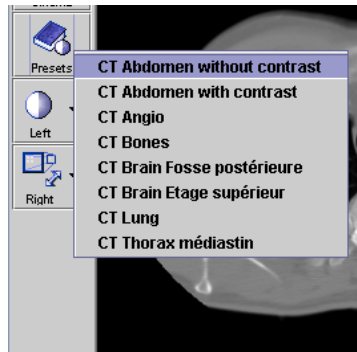 Presets
CT Abdomen without contrast
CT Abdomen with contrast
CT Angio
CT Bones
CT Brain Fosse postérieure
CT Brain Etage supérieur
CT Lung
CT Thorax médiastin
Left
Right